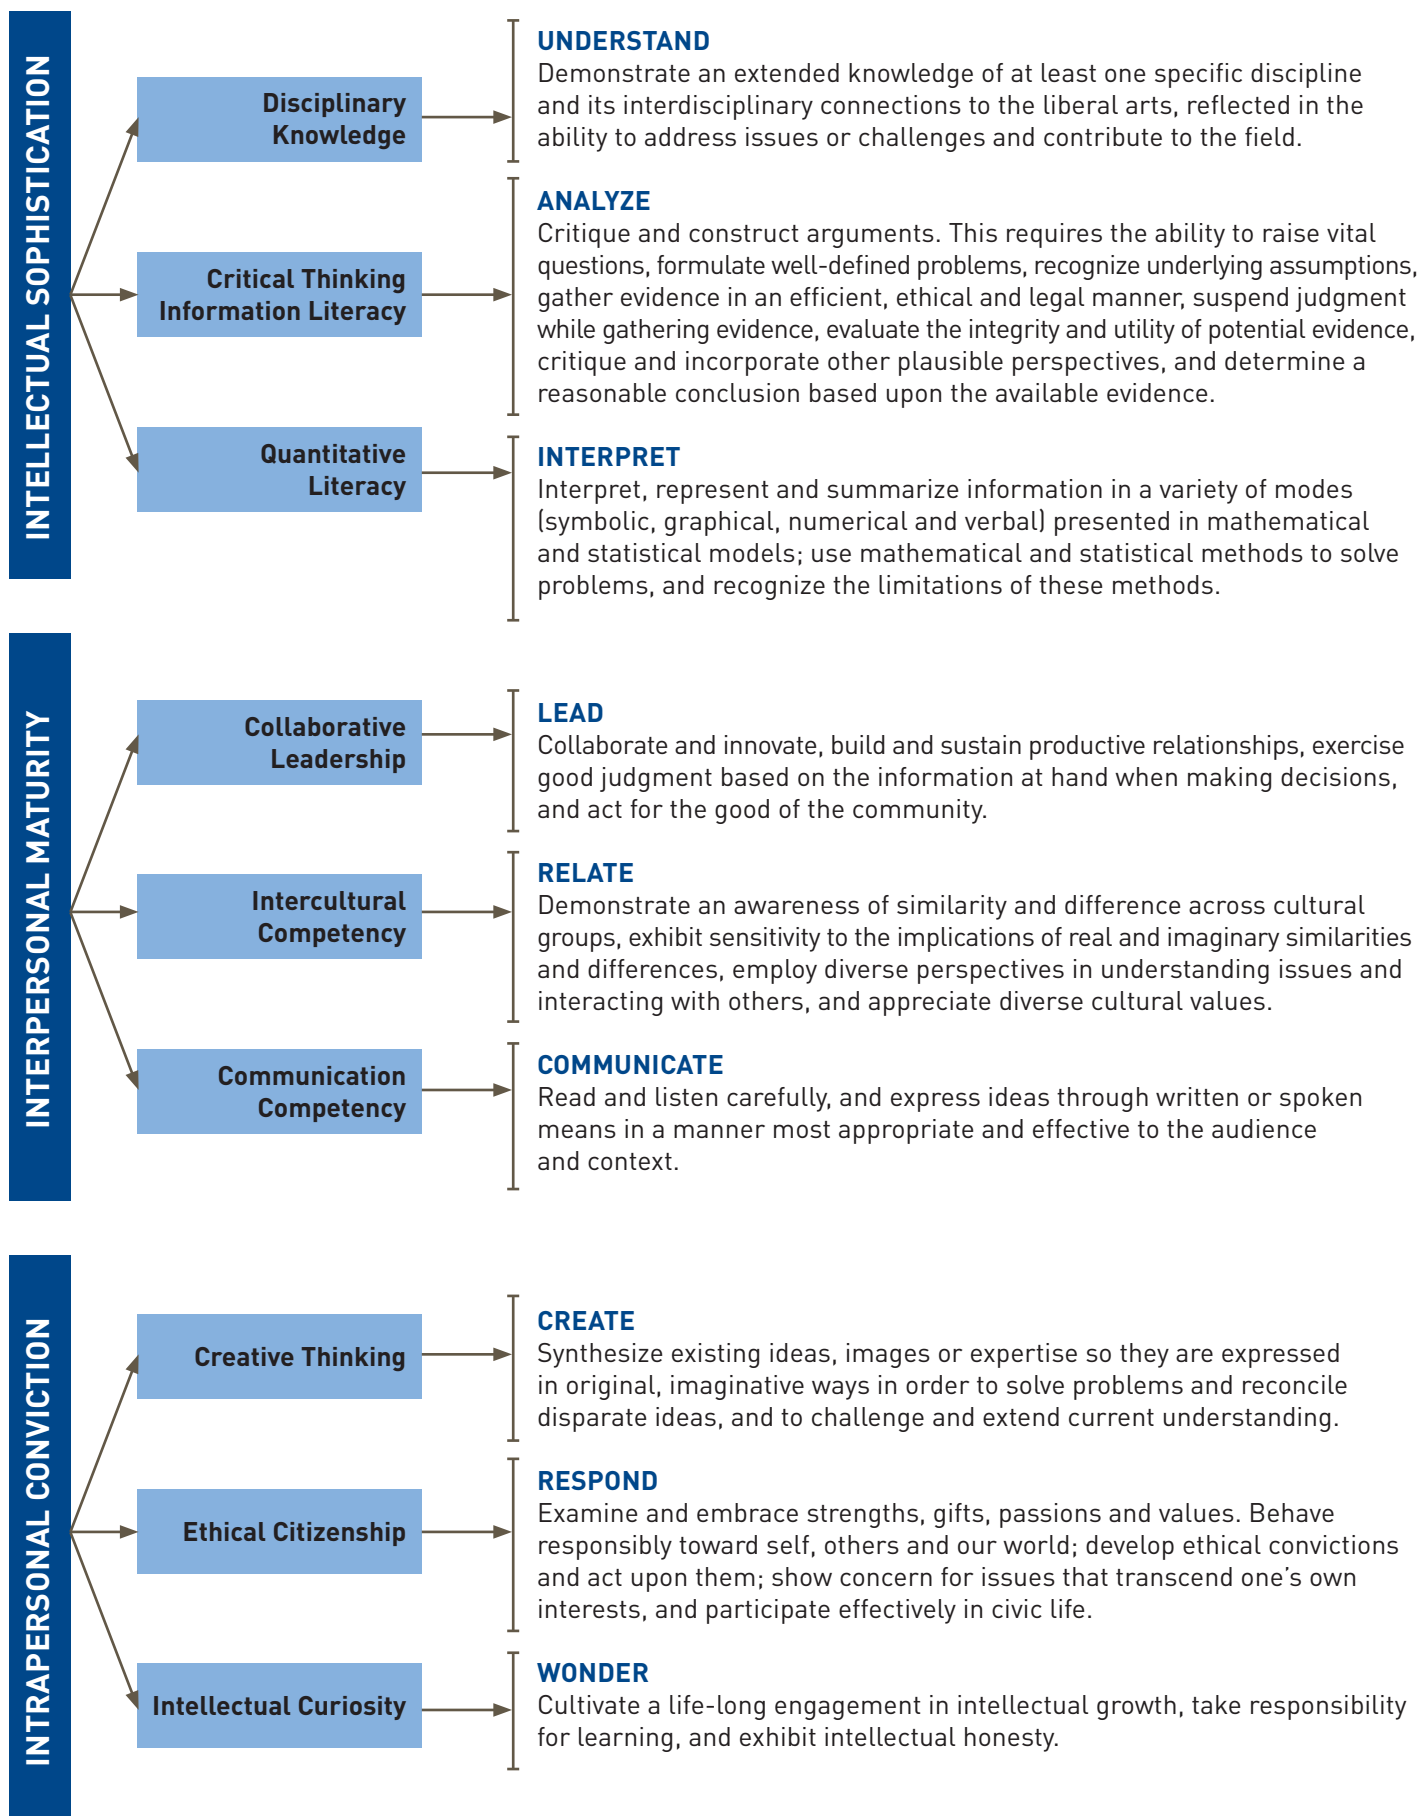 INTELLECTUAL SOPHISTICATION
Disciplinary
Knowledge
UNDERSTAND
Demonstrate an extended knowledge of at least one specific discipline
and its interdisciplinary connections to the liberal arts, reflected in the
ability to address issues or challenges and contribute to the field.
Critical Thinking
Information Literacy
ANALYZE
Critique and construct arguments. This requires the ability to raise vital
questions, formulate well-defined problems, recognize underlying assumptions,
gather evidence in an efficient, ethical and legal manner, suspend judgment
while gathering evidence, evaluate the integrity and utility of potential evidence,
critique and incorporate other plausible perspectives, and determine a
reasonable conclusion based upon the available evidence.
Quantitative
Literacy
INTERPRET
Interpret, represent and summarize information in a variety of modes
(symbolic, graphical, numerical and verbal) presented in mathematical
and statistical models; use mathematical and statistical methods to solve
problems, and recognize the limitations of these methods.
INTERPERSONAL MATURITY
Collaborative
Leadership
LEAD
Collaborate and innovate, build and sustain productive relationships, exercise
good judgment based on the information at hand when making decisions,
and act for the good of the community.
Intercultural
Competency
RELATE
Demonstrate an awareness of similarity and difference across cultural
groups, exhibit sensitivity to the implications of real and imaginary similarities
and differences, employ diverse perspectives in understanding issues and
interacting with others, and appreciate diverse cultural values.
Communication
Competency
COMMUNICATE
Read and listen carefully, and express ideas through written or spoken
means in a manner most appropriate and effective to the audience
and context.
INTRAPERSONAL CONVICTION
Creative Thinking
CREATE
Synthesize existing ideas, images or expertise so they are expressed
in original, imaginative ways in order to solve problems and reconcile
disparate ideas, and to challenge and extend current understanding.
Ethical Citizenship
RESPOND
Examine and embrace strengths, gifts, passions and values. Behave
responsibly toward self, others and our world; develop ethical convictions
and act upon them; show concern for issues that transcend one’s own
interests, and participate effectively in civic life.
Intellectual Curiosity
WONDER
Cultivate a life-long engagement in intellectual growth, take responsibility
for learning, and exhibit intellectual honesty.